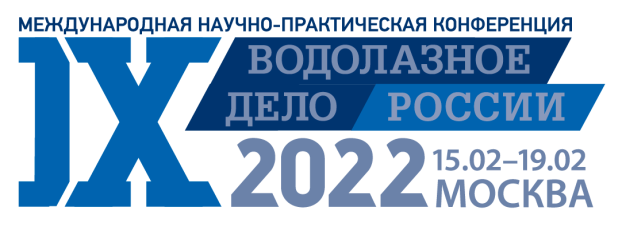 МЕЖДУНАРОДНАЯ НАУЧНО-ПРАКТИЧЕСКАЯ КОНФЕРЕНЦИЯ
IX
ВОДОЛАЗНОЕ
ДЕЛО РОССИИ
2022
15.02–19.02
МОСКВА